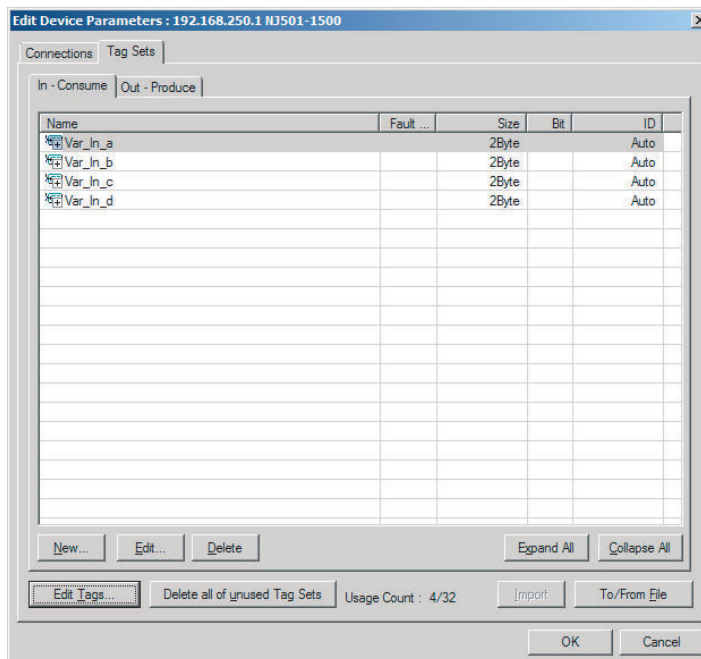 Edit Device Parameters : 192.168.250.1 NJ501-1500
Connections Tag Sets
In - Consume Out - Produce
Name Fault ... Size Bit ID
Var_In_a 2Byte Auto
Var_In_b 2Byte Auto
Var_In_c 2Byte Auto
Var_In_d 2Byte Auto
New... Edit... Delete Expand All Collapse All
Edit Tags... Delete all of unused Tag Sets Usage Count : 4/32 Import To/From File
OK Cancel